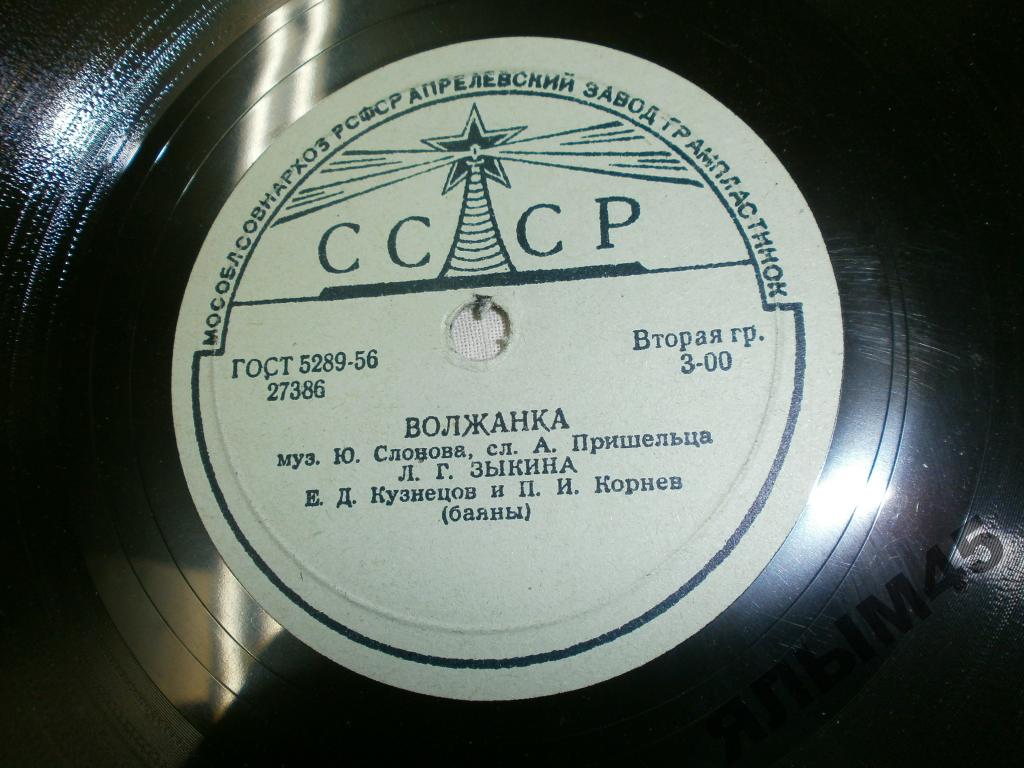 МОСОБЛСОВНАРХОЗ РСФСР АПРЕЛЕВСКИЙ ЗАВОД ГРАМПЛАСТИНОК
СССР
ГОСТ 5289-56
27386
Вторая гр.
3-00
ВОЛЖАНКА
муз. Ю. Слонова, сл. А. Пришельца
Л. Г. ЗЫКИНА
Е. Д. Кузнецов и П. И. Корнев
(баяны)
ЯЛЫМ45